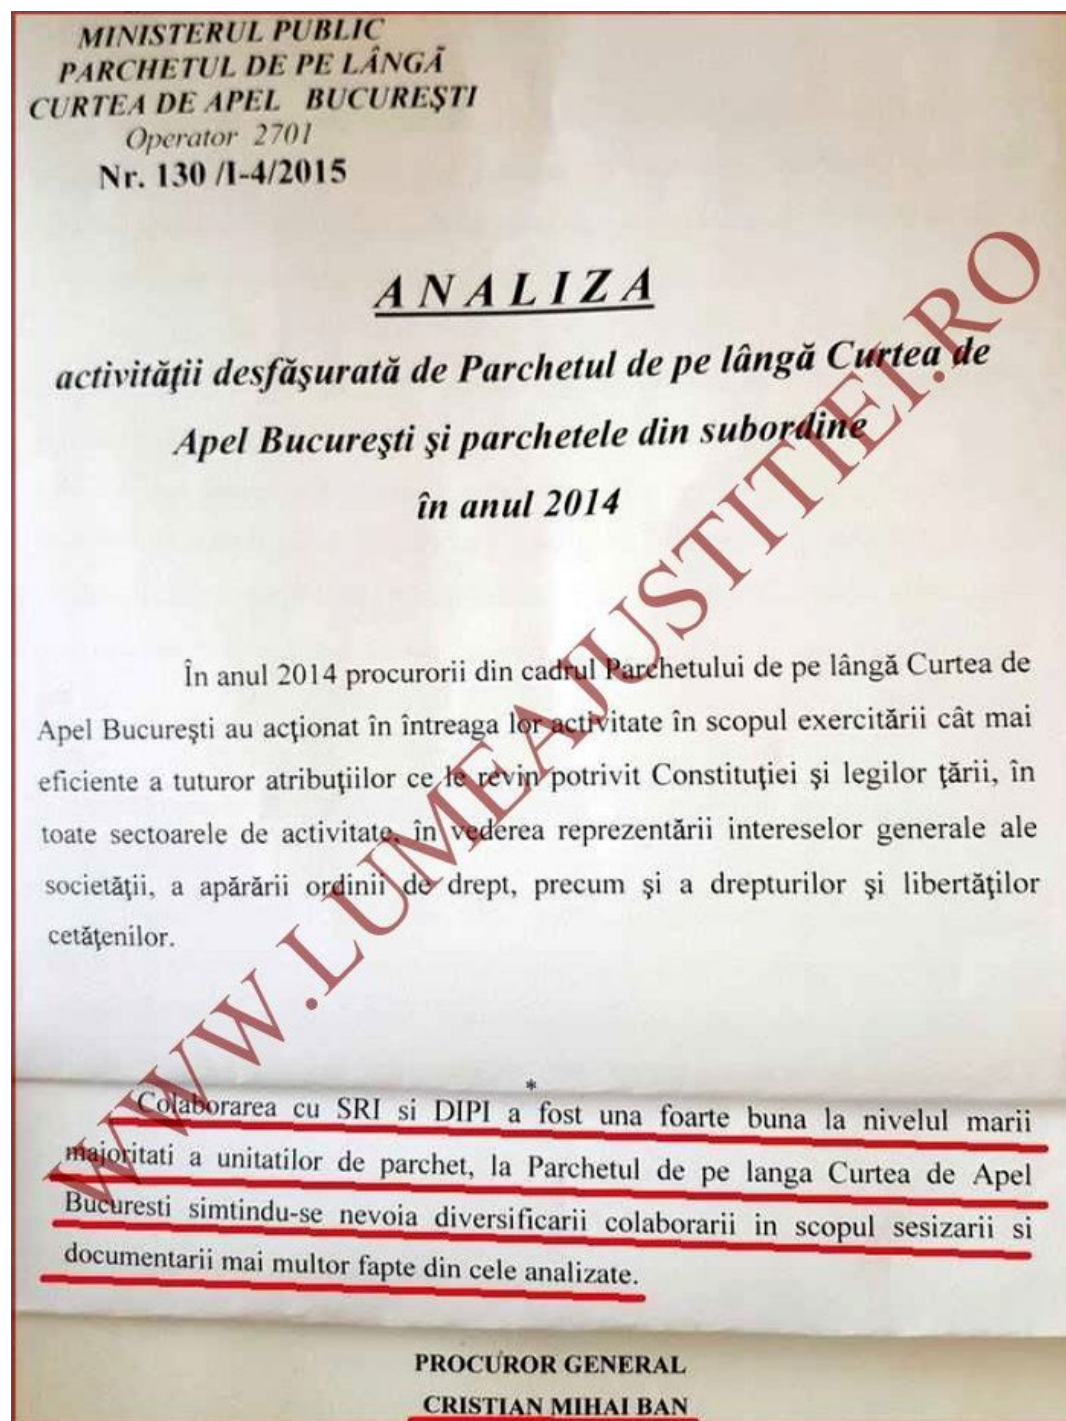 MINISTERUL PUBLIC
PARCHETUL DE PE LÂNGĂ
CURTEA DE APEL BUCUREŞTI
Operator 2701
Nr. 130 /I-4/2015
ANALIZA
activităţii desfăşurată de Parchetul de pe lângă Curtea de
Apel Bucureşti şi parchetele din subordine
în anul 2014
În anul 2014 procurorii din cadrul Parchetului de pe lângă Curtea de
Apel Bucureşti au acţionat în întreaga lor activitate în scopul exercitării cât mai
eficiente a tuturor atribuţiilor ce le revin potrivit Constituţiei şi legilor ţării, în
toate sectoarele de activitate, în vederea reprezentării intereselor generale ale
societăţii, a apărării ordinii de drept, precum şi a drepturilor şi libertăţilor
cetăţenilor.
*
Colaborarea cu SRI si DIPI a fost una foarte buna la nivelul marii
majoritati a unitatilor de parchet, la Parchetul de pe langa Curtea de Apel
Bucuresti simtindu-se nevoia diversificarii colaborarii in scopul sesizarii si
documentarii mai multor fapte din cele analizate.
PROCUROR GENERAL
CRISTIAN MIHAI BAN
WWW.LUMEAJUSTITIEI.RO